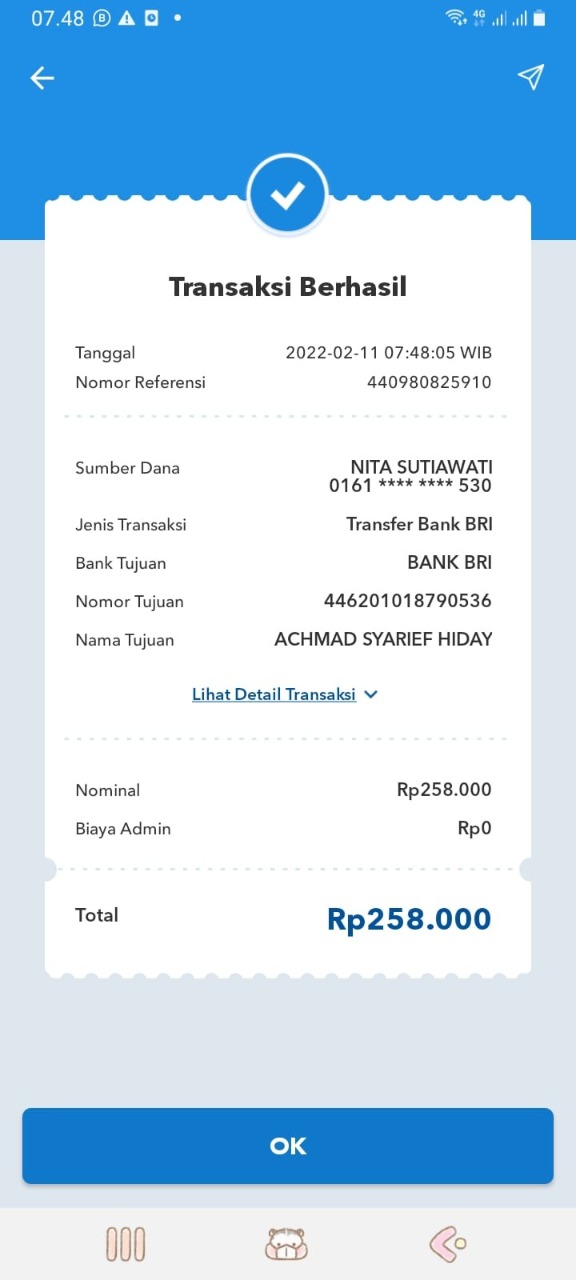 07.48
4G
Transaksi Berhasil
Tanggal 2022-02-11 07:48:05 WIB
Nomor Referensi 440980825910
Sumber Dana NITA SUTIAWATI
0161 **** **** 530
Jenis Transaksi Transfer Bank BRI
Bank Tujuan BANK BRI
Nomor Tujuan 446201018790536
Nama Tujuan ACHMAD SYARIEF HIDAY
Lihat Detail Transaksi
Nominal Rp258.000
Biaya Admin Rp0
Total Rp258.000
OK